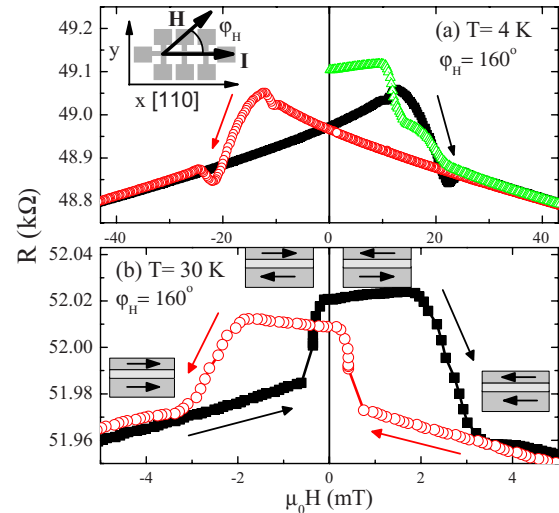 49.2
49.1
49.0
48.9
48.8
H
φH
I
y
x [110]
(a) T= 4 K
φH= 160°
-40 -20 0 20 40
R (kΩ)
52.04
52.02
52.00
51.98
51.96
(b) T= 30 K
φH= 160°
-4 -2 0 2 4
μ0H (mT)